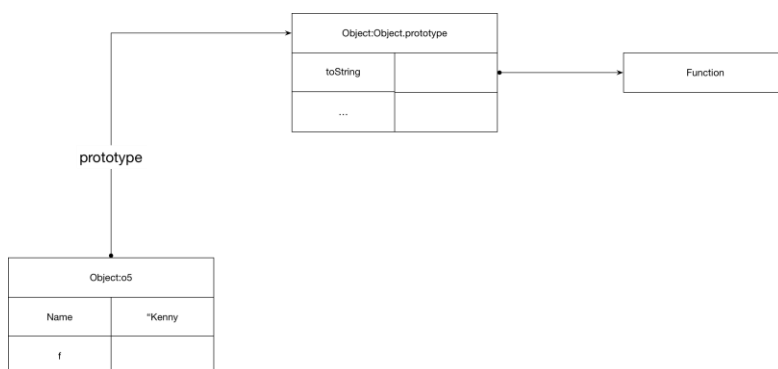 Object:Object.prototype
toString
Function
...
prototype
Object:o5
Name
“Kenny
f